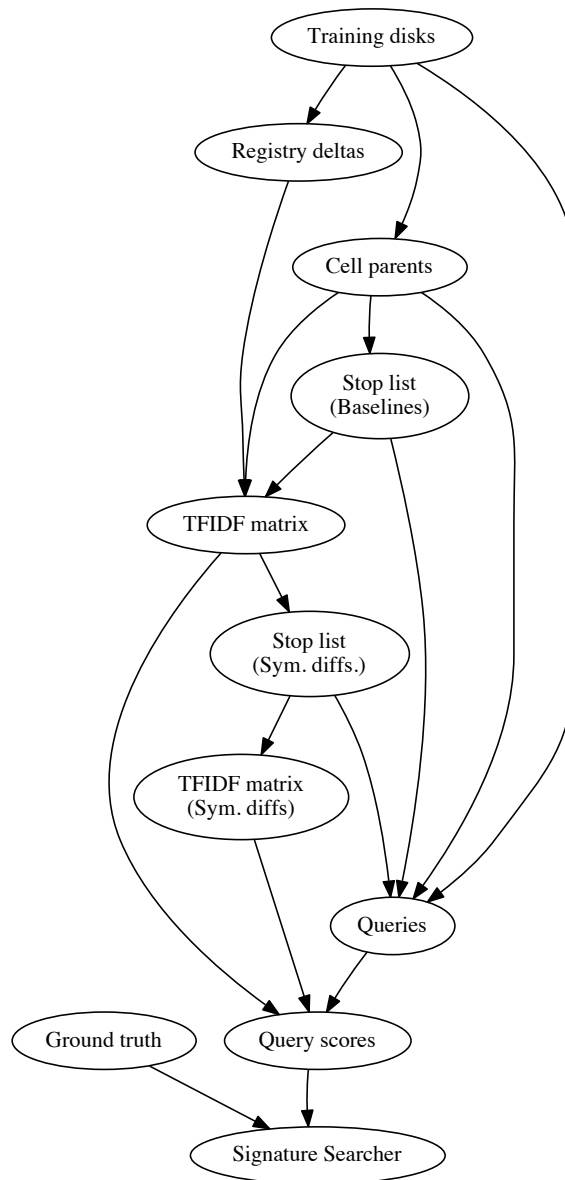 Training disks
Registry deltas
Cell parents
Stop list
(Baselines)
TFIDF matrix
Stop list
(Sym. diffs.)
TFIDF matrix
(Sym. diffs)
Queries
Ground truth
Query scores
Signature Searcher